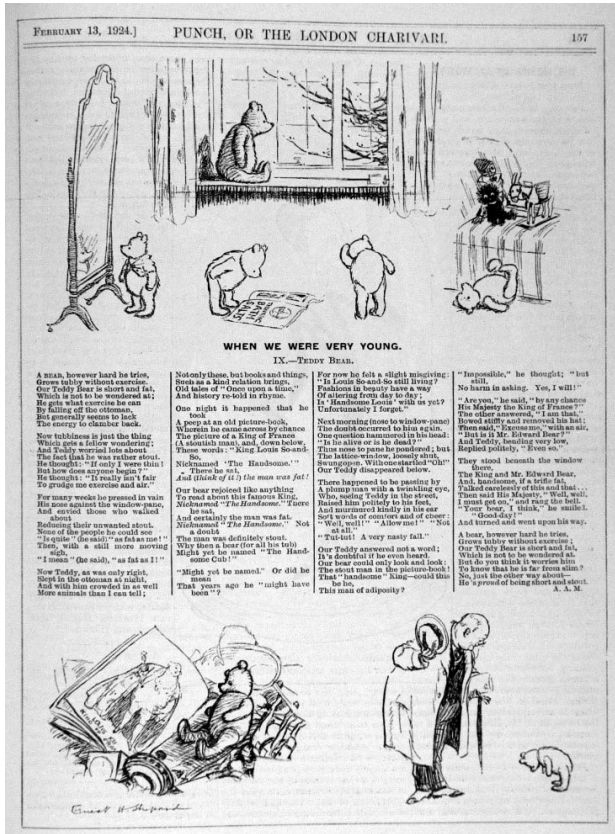 FEBRUARY 13, 1924.]
PUNCH, OR THE LONDON CHARIVARI.
157
BATH
SALTS
WHEN WE WERE VERY YOUNG.
IX.—TEDDY BEAR.
A BEAR, however hard he tries,
Grows tubby without exercise.
Our Teddy Bear is short and fat,
Which is not to be wondered at;
He gets what exercise he can
By falling off the ottoman,
But generally seems to lack
The energy to clamber back.
Now tubbiness is just the thing
Which gets a fellow wondering;
And Teddy worried lots about
The fact that he was rather stout.
He thought: "If only I were thin!
But how does anyone begin?"
He thought: "It really isn't fair
To grudge me exercise and air."
For many weeks he pressed in vain
His nose against the window-pane,
And envied those who walked
about
Reducing their unwanted stout.
None of the people he could see
"Is quite" (he said) "as fat as me!"
Then, with a still more moving
sigh,
"I mean" (he said), "as fat as I!"
Now Teddy, as was only right,
Slept in the ottoman at night,
And with him crowded in as well
More animals than I can tell;
Not only these, but books and things,
Such as a kind relation brings,
Old tales of "Once upon a time,"
And history re-told in rhyme.
One night it happened that he
took
A peep at an old picture-book,
Wherein he came across by chance
The picture of a King of France
(A stoutish man), and, down below,
These words: "King Louis So-and-
So,
Nicknamed 'The Handsome.'"
There he sat,
And (think of it!) the man was fat!
Our bear rejoiced like anything
To read about this famous King,
Nicknamed "The Handsome." There
he sat,
And certainly the man was fat.
Nicknamed "The Handsome." Not
a doubt
The man was definitely stout.
Why then a bear (for all his tub)
Might yet be named "The Hand-
some Cub!"
"Might yet be named." Or did he
mean
That years ago he "might have
been"?
For now he felt a slight misgiving:
"Is Louis So-and-So still living?
Fashions in beauty have a way
Of altering from day to day;
Is 'Handsome Louis' with us yet?
Unfortunately I forget."
Next morning (nose to window-pane)
The doubt occurred to him again.
One question hammered in his head:
"Is he alive or is he dead?"
Thus nose to pane he pondered; but
The lattice-window, loosely shut,
Swung open. With one startled "Oh!"
Our Teddy disappeared below.
There happened to be passing by
A plump man with a twinkling eye,
Who, seeing Teddy in the street,
Raised him politely to his feet,
And murmured kindly in his ear
Soft words of comfort and of cheer:
"Well, well!" "Allow me!" "Not
at all."
"Tut-tut! A very nasty fall."
Our Teddy answered not a word;
It's doubtful if he even heard.
Our bear could only look and look:
The stout man in the picture-book!
That "handsome" King—could this
be he,
This man of adiposity?
"Impossible," he thought; "but
still,
No harm in asking. Yes, I will!"
"Are you," he said, "by any chance
His Majesty the King of France?"
The other answered, "I am that,"
Bowed stiffly and removed his hat;
Then said, "Excuse me," with an air,
"But is it Mr. Edward Bear?"
And Teddy, bending very low,
Replied politely, "Even so."
They stood beneath the window
there,
The King and Mr. Edward Bear,
And, handsome, if a trifle fat,
Talked carelessly of this and that . . .
Then said His Majesty, "Well, well,
I must get on," and rang the bell.
"Your bear, I think," he smiled.
"Good-day!"
And turned and went upon his way.
A bear, however hard he tries,
Grows tubby without exercise;
Our Teddy Bear is short and fat,
Which is not to be wondered at.
But do you think it worries him
To know that he is far from slim?
No, just the other way about—
He's proud of being short and stout.
A. A. M.
Ernest H. Shepard